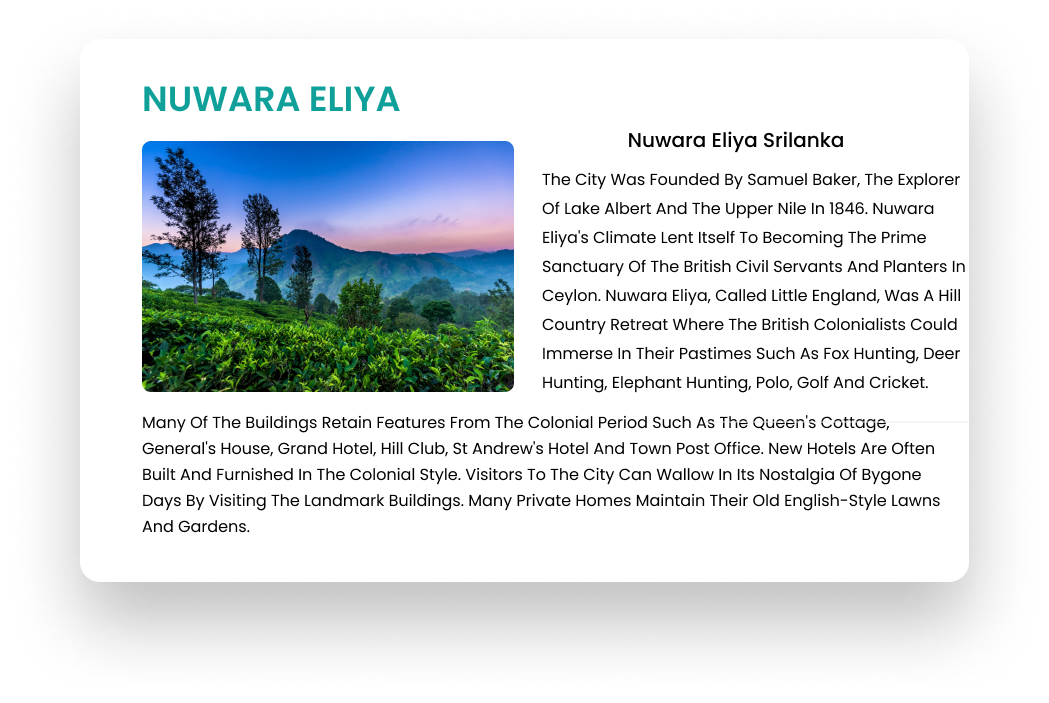 NUWARA ELIYA
Nuwara Eliya Srilanka
The City Was Founded By Samuel Baker, The Explorer
Of Lake Albert And The Upper Nile In 1846. Nuwara
Eliya's Climate Lent Itself To Becoming The Prime
Sanctuary Of The British Civil Servants And Planters In
Ceylon. Nuwara Eliya, Called Little England, Was A Hill
Country Retreat Where The British Colonialists Could
Immerse In Their Pastimes Such As Fox Hunting, Deer
Hunting, Elephant Hunting, Polo, Golf And Cricket.
Many Of The Buildings Retain Features From The Colonial Period Such As The Queen's Cottage,
General's House, Grand Hotel, Hill Club, St Andrew's Hotel And Town Post Office. New Hotels Are Often
Built And Furnished In The Colonial Style. Visitors To The City Can Wallow In Its Nostalgia Of Bygone
Days By Visiting The Landmark Buildings. Many Private Homes Maintain Their Old English-Style Lawns
And Gardens.